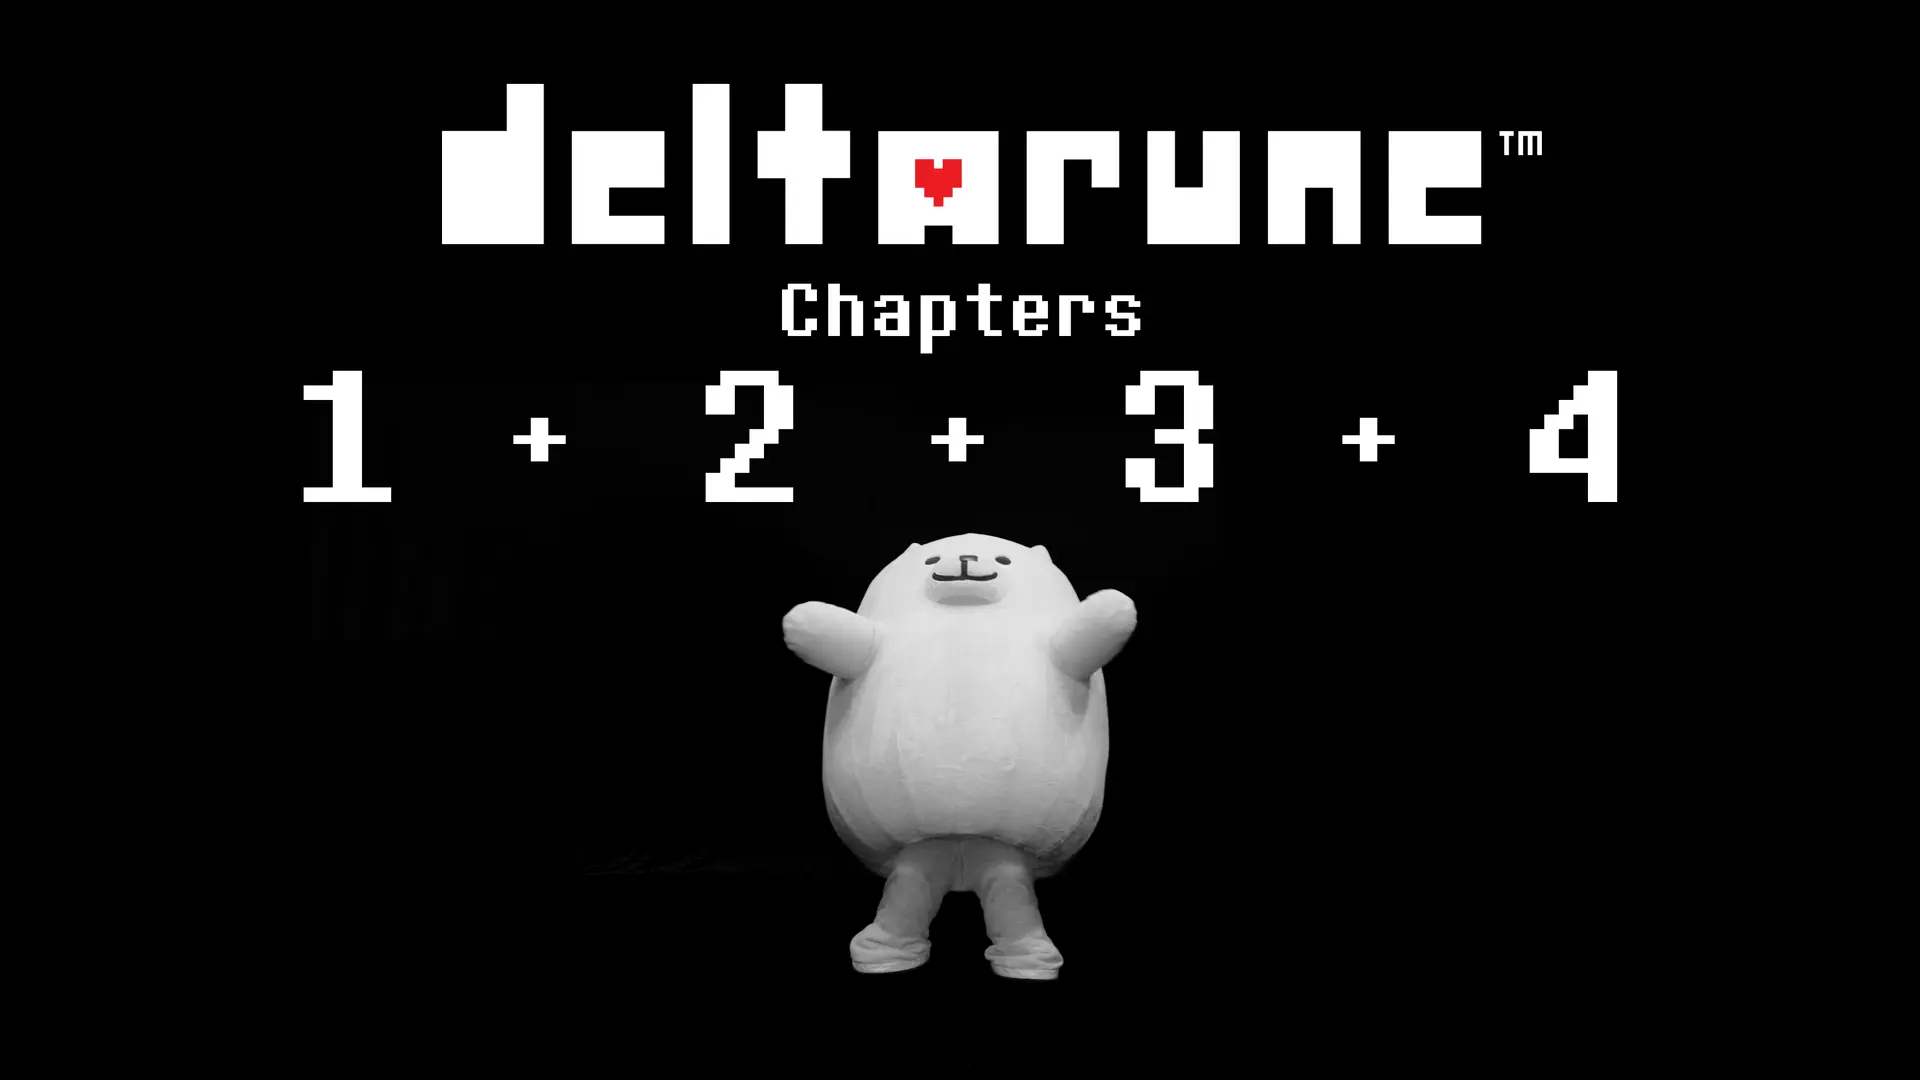 deltarune™
Chapters
1 + 2 + 3 + 4